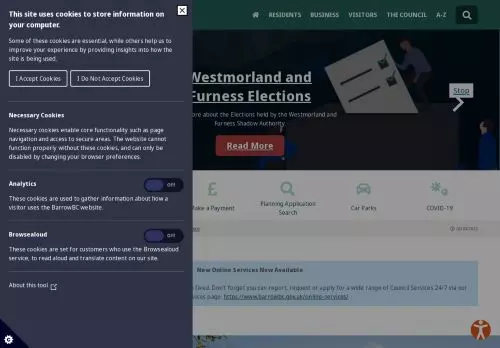 This site uses cookies to store information on
your computer.
Some of these cookies are essential, while others help us to
improve your experience by providing insights into how the
site is being used.
I Accept Cookies
I Do Not Accept Cookies
Necessary Cookies
Necessary cookies enable core functionality such as page
navigation and access to secure areas. The website cannot
function properly without these cookies, and can only be
disabled by changing your browser preferences.
Analytics
Off
These cookies are used to gather information about how a
visitor uses the BarrowBC website.
Browsealoud
Off
These cookies are set for customers who use the Browsealoud
service, to read aloud and translate content on our site.
About this tool
RESIDENTS BUSINESS VISITORS THE COUNCIL A-Z
Westmorland and
Furness Elections
more about the Elections held by the Westmorland and
Furness Shadow Authority.
Read More
Stop
Make a Payment
Planning Application
Search
Car Parks
COVID-19
New Online Services Now Available
lived. Don't forget you can report, request or apply for a wide range of Council Services 24/7 via our
services page: https://www.barrowbc.gov.uk/online-services/